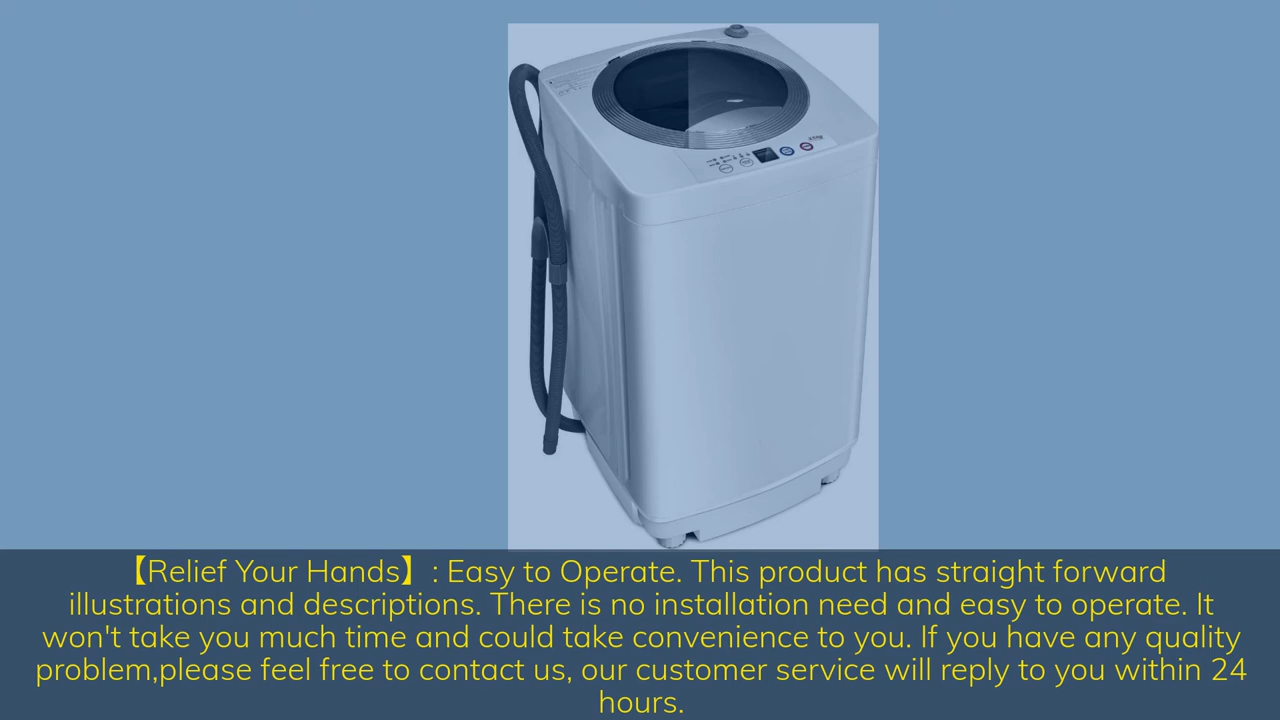 【Relief Your Hands】: Easy to Operate. This product has straight forward
illustrations and descriptions. There is no installation need and easy to operate. It
won't take you much time and could take convenience to you. If you have any quality
problem,please feel free to contact us, our customer service will reply to you within 24
hours.